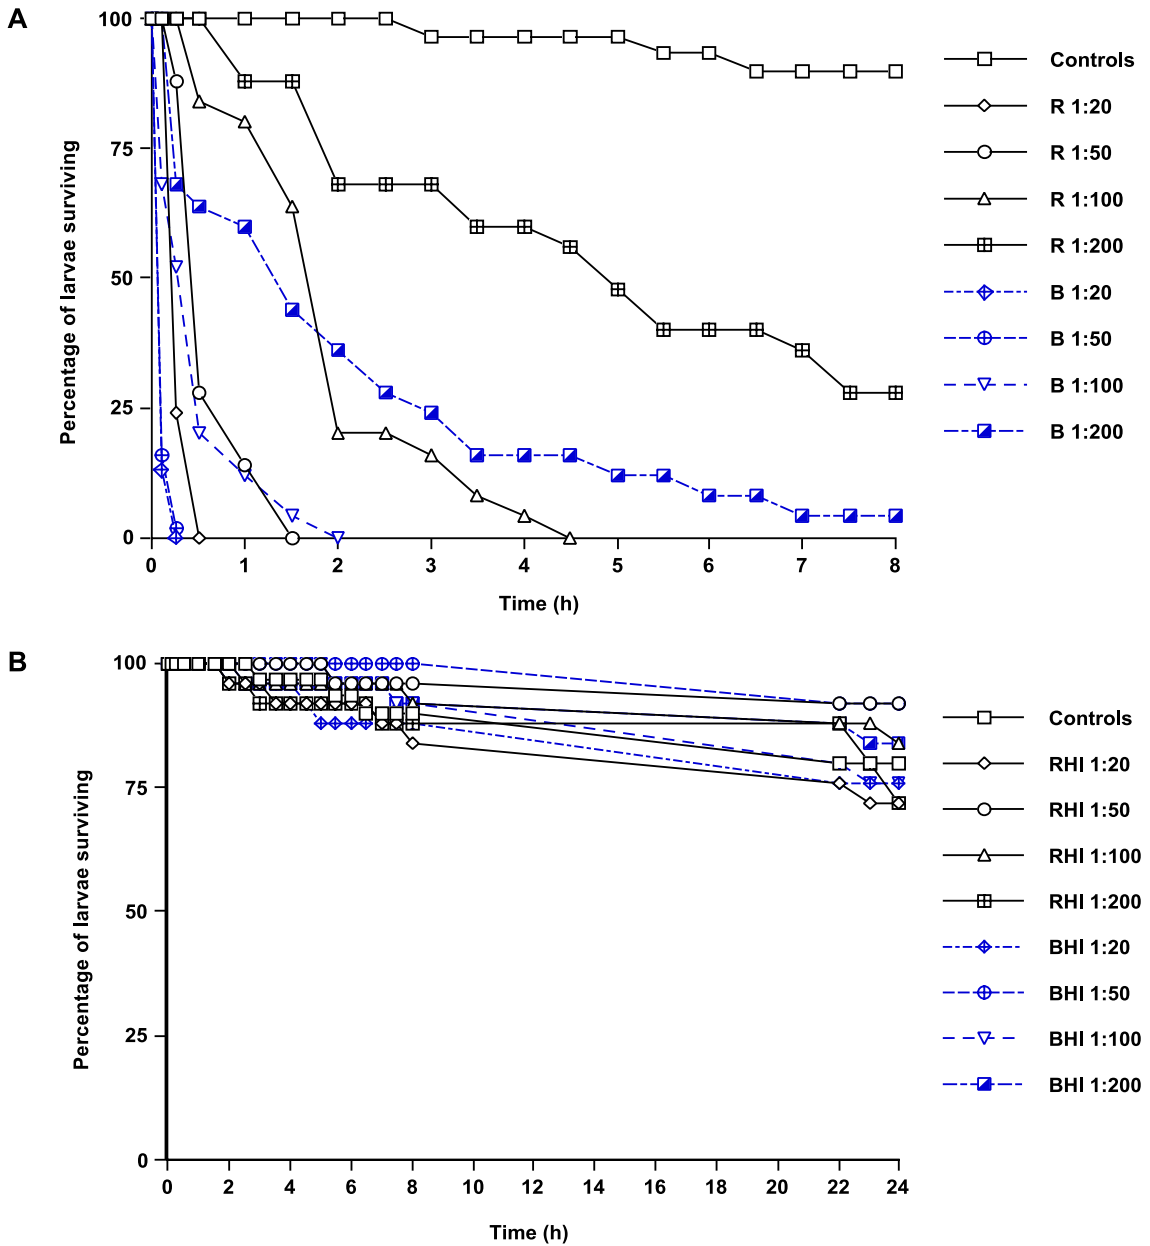 A
100
75
50
25
0
Percentage of larvae surviving
0 1 2 3 4 5 6 7 8
Time (h)
Controls
R 1:20
R 1:50
R 1:100
R 1:200
B 1:20
B 1:50
B 1:100
B 1:200
B
100
75
50
25
0
Percentage of larvae surviving
0 2 4 6 8 10 12 14 16 18 20 22 24
Time (h)
Controls
RHI 1:20
RHI 1:50
RHI 1:100
RHI 1:200
BHI 1:20
BHI 1:50
BHI 1:100
BHI 1:200